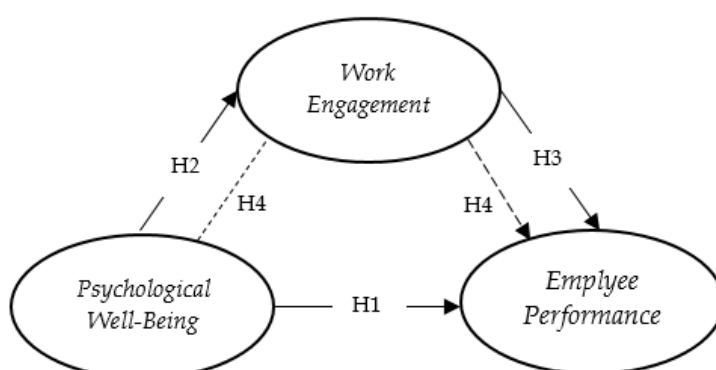 Work
Engagement
H2
H3
H4
H4
Psychological
Well-Being
H1
Emplyee
Performance